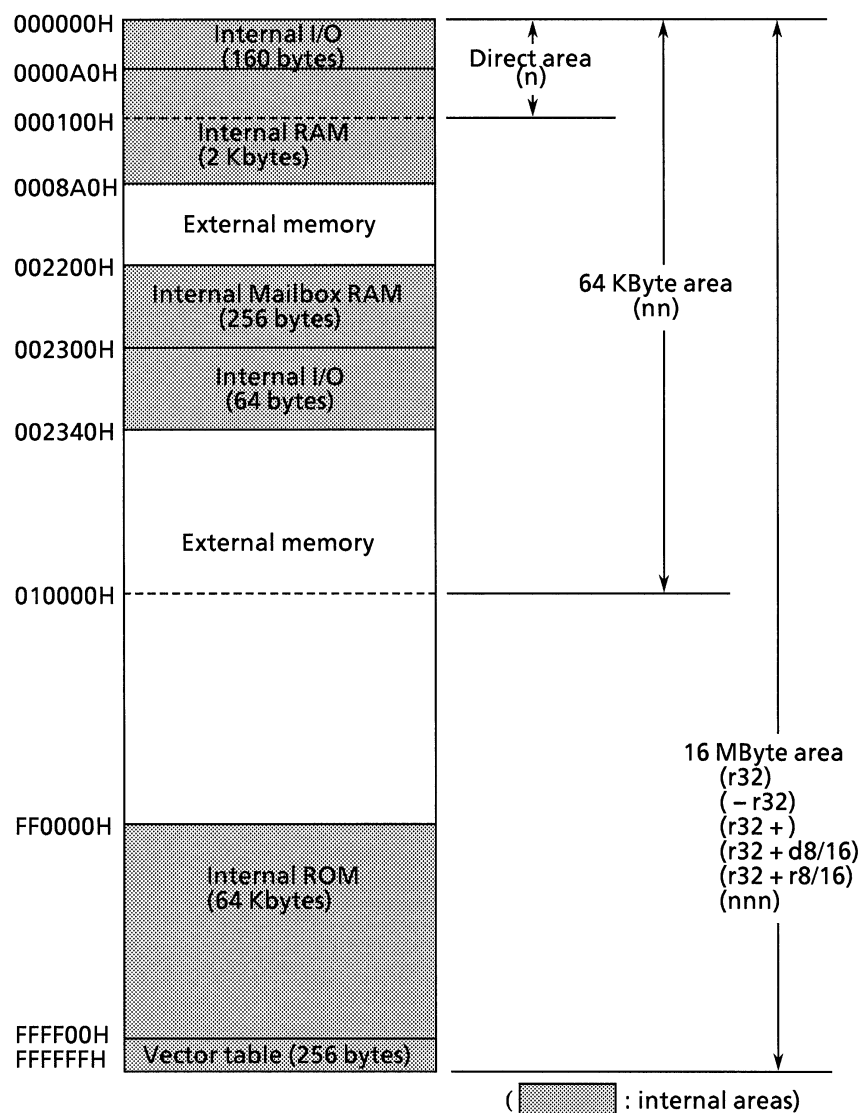 000000H
Internal I/O
(160 bytes)
0000A0H
000100H
Internal RAM
(2 Kbytes)
0008A0H
External memory
002200H
Internal Mailbox RAM
(256 bytes)
002300H
Internal I/O
(64 bytes)
002340H
External memory
010000H
FF0000H
Internal ROM
(64 Kbytes)
FFFF00H
FFFFFFH
Vector table (256 bytes)
Direct area
(n)
64 KByte area
(nn)
16 MByte area
(r32)
( – r32)
(r32 + )
(r32 + d8/16)
(r32 + r8/16)
(nnn)
( : internal areas)